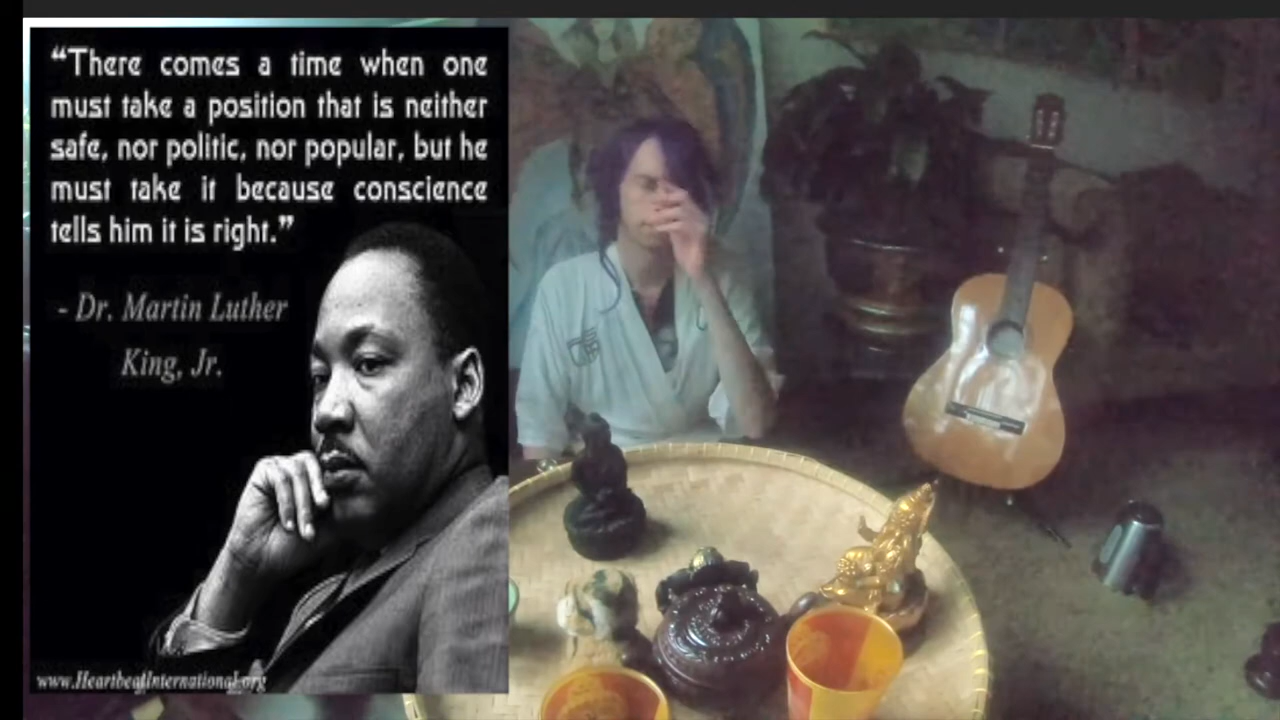 “There comes a time when one
must take a position that is neither
safe, nor politic, nor popular, but he
must take it because conscience
tells him it is right.”
- Dr. Martin Luther
King, Jr.
www.HeartbeatInternational.org